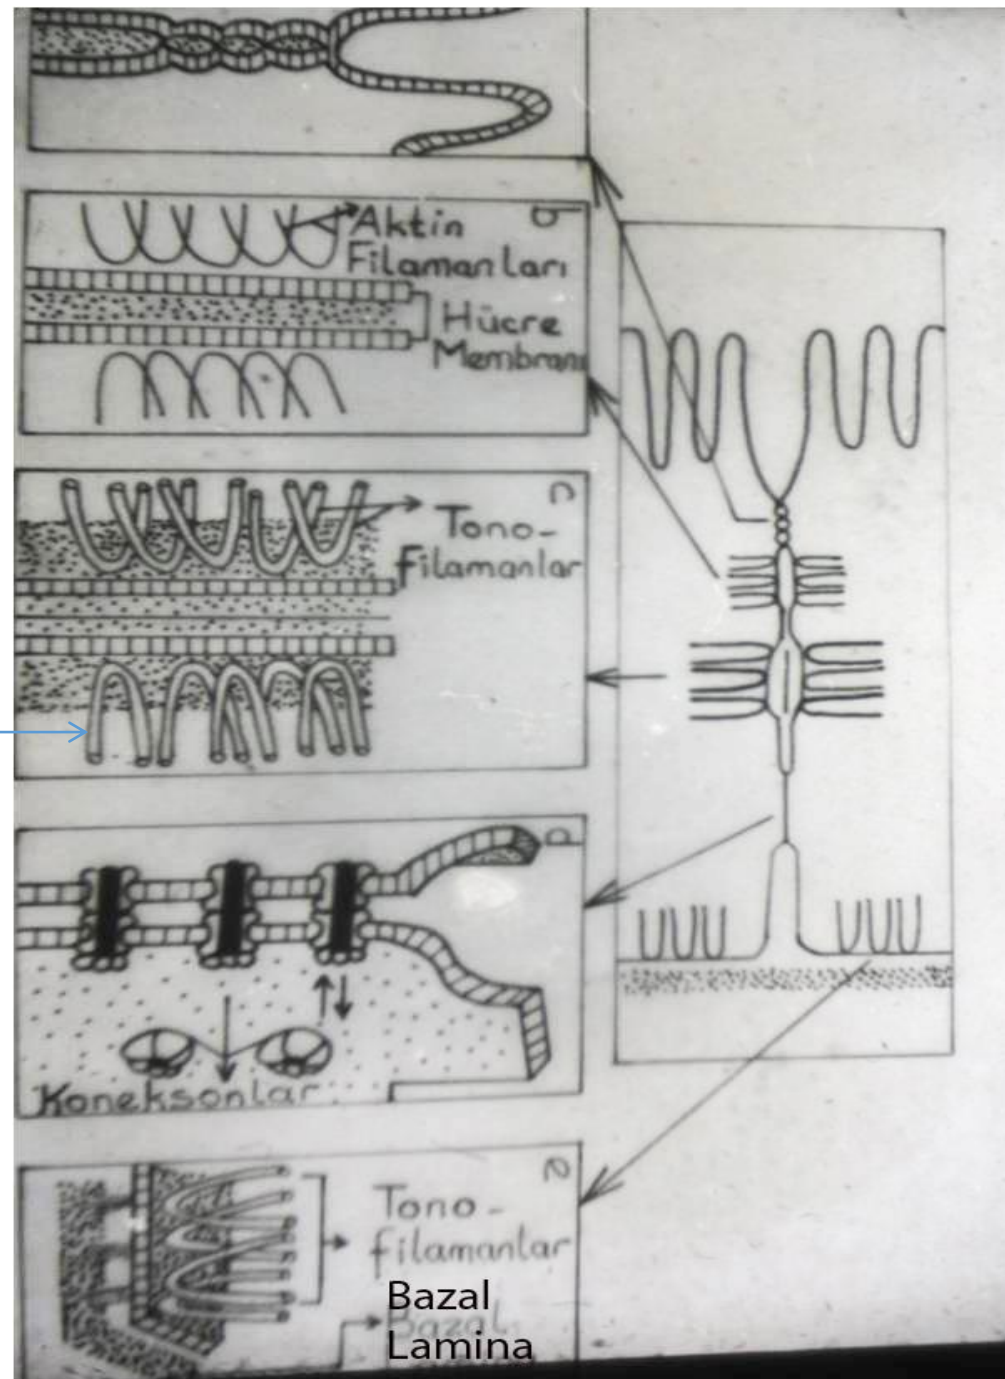 b
Aktin
Filamanları
Hücre
Membranı
c
Tono-
Filamanlar
d
Koneksonlar
e
Tono-
filamanlar
Bazal
Lamina